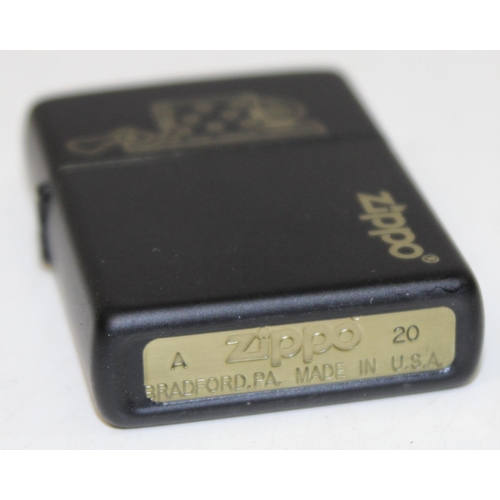 zippo®
A Zippo 20
BRADFORD, PA. MADE IN U.S.A.